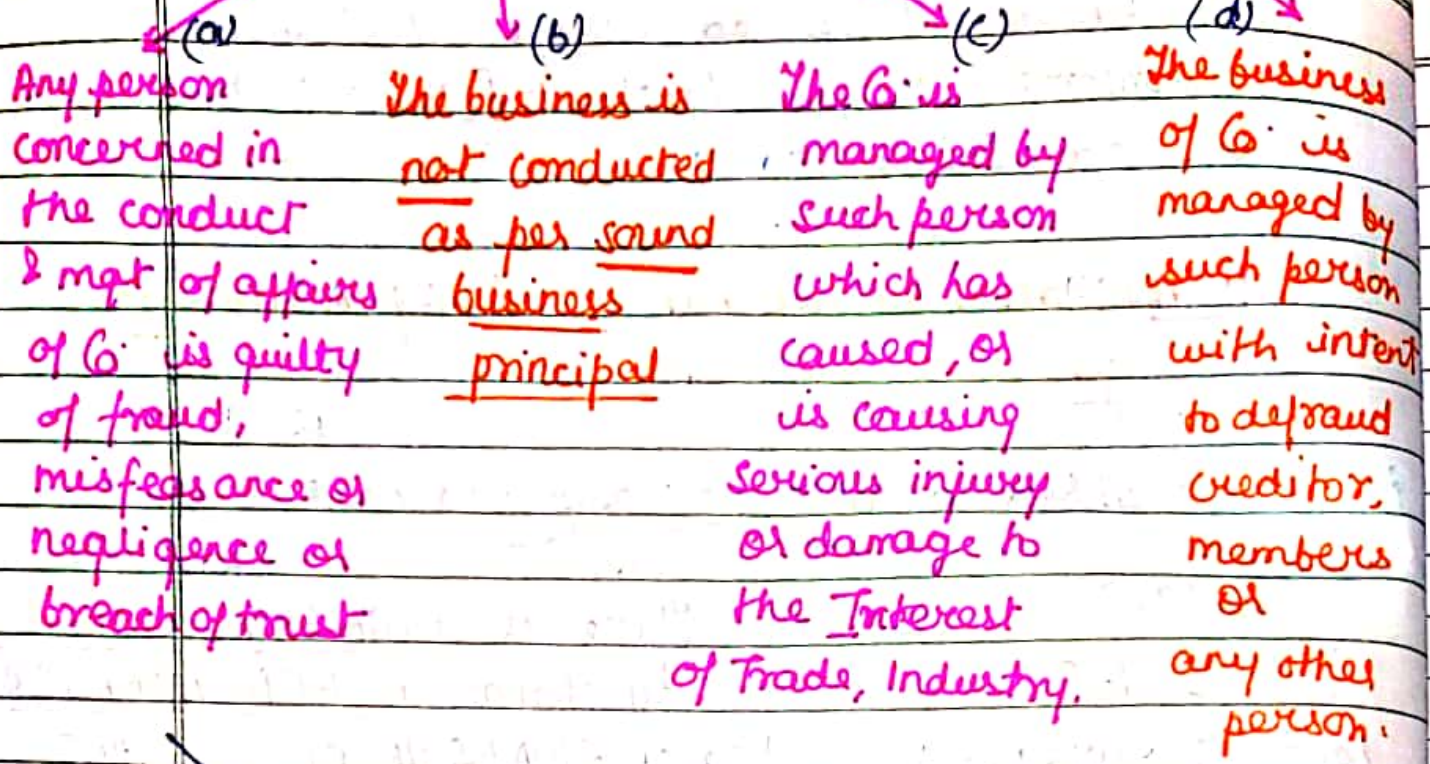 (a)
Any person
concerned in
the conduct
& mgt of affairs
of Co. is guilty
of fraud,
misfeasance or
negligence or
breach of trust
(b)
The business is
not conducted
as per sound
business
principal
(c)
The Co. is
managed by
such person
which has
caused, or
is causing
serious injury
or damage to
the Interest
of Trade, Industry.
(d)
The business
of Co. is
managed by
such person
with intent
to defraud
creditor,
members
or
any other
person.